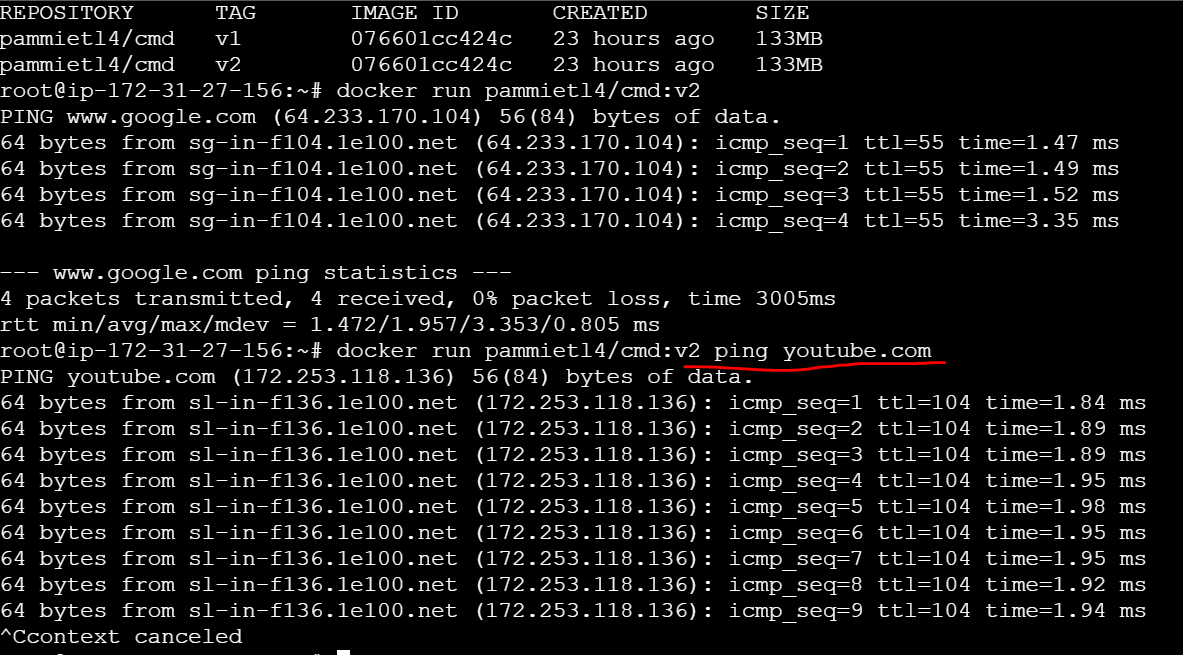 REPOSITORY TAG IMAGE ID CREATED SIZE
pammietl4/cmd v1 076601cc424c 23 hours ago 133MB
pammietl4/cmd v2 076601cc424c 23 hours ago 133MB
root@ip-172-31-27-156:~# docker run pammietl4/cmd:v2
PING www.google.com (64.233.170.104) 56(84) bytes of data.
64 bytes from sg-in-f104.1e100.net (64.233.170.104): icmp_seq=1 ttl=55 time=1.47 ms
64 bytes from sg-in-f104.1e100.net (64.233.170.104): icmp_seq=2 ttl=55 time=1.49 ms
64 bytes from sg-in-f104.1e100.net (64.233.170.104): icmp_seq=3 ttl=55 time=1.52 ms
64 bytes from sg-in-f104.1e100.net (64.233.170.104): icmp_seq=4 ttl=55 time=3.35 ms
--- www.google.com ping statistics ---
4 packets transmitted, 4 received, 0% packet loss, time 3005ms
rtt min/avg/max/mdev = 1.472/1.957/3.353/0.805 ms
root@ip-172-31-27-156:~# docker run pammietl4/cmd:v2 ping youtube.com
PING youtube.com (172.253.118.136) 56(84) bytes of data.
64 bytes from sl-in-f136.1e100.net (172.253.118.136): icmp_seq=1 ttl=104 time=1.84 ms
64 bytes from sl-in-f136.1e100.net (172.253.118.136): icmp_seq=2 ttl=104 time=1.89 ms
64 bytes from sl-in-f136.1e100.net (172.253.118.136): icmp_seq=3 ttl=104 time=1.89 ms
64 bytes from sl-in-f136.1e100.net (172.253.118.136): icmp_seq=4 ttl=104 time=1.95 ms
64 bytes from sl-in-f136.1e100.net (172.253.118.136): icmp_seq=5 ttl=104 time=1.98 ms
64 bytes from sl-in-f136.1e100.net (172.253.118.136): icmp_seq=6 ttl=104 time=1.95 ms
64 bytes from sl-in-f136.1e100.net (172.253.118.136): icmp_seq=7 ttl=104 time=1.95 ms
64 bytes from sl-in-f136.1e100.net (172.253.118.136): icmp_seq=8 ttl=104 time=1.92 ms
64 bytes from sl-in-f136.1e100.net (172.253.118.136): icmp_seq=9 ttl=104 time=1.94 ms
^Ccontext canceled